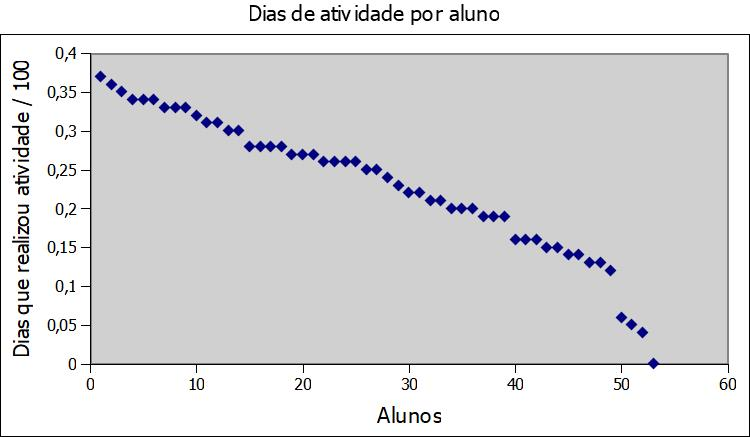 Dias de atividade por aluno
Dias que realizou atividade / 100
0,4
0,35
0,3
0,25
0,2
0,15
0,1
0,05
0
0 10 20 30 40 50 60
Alunos